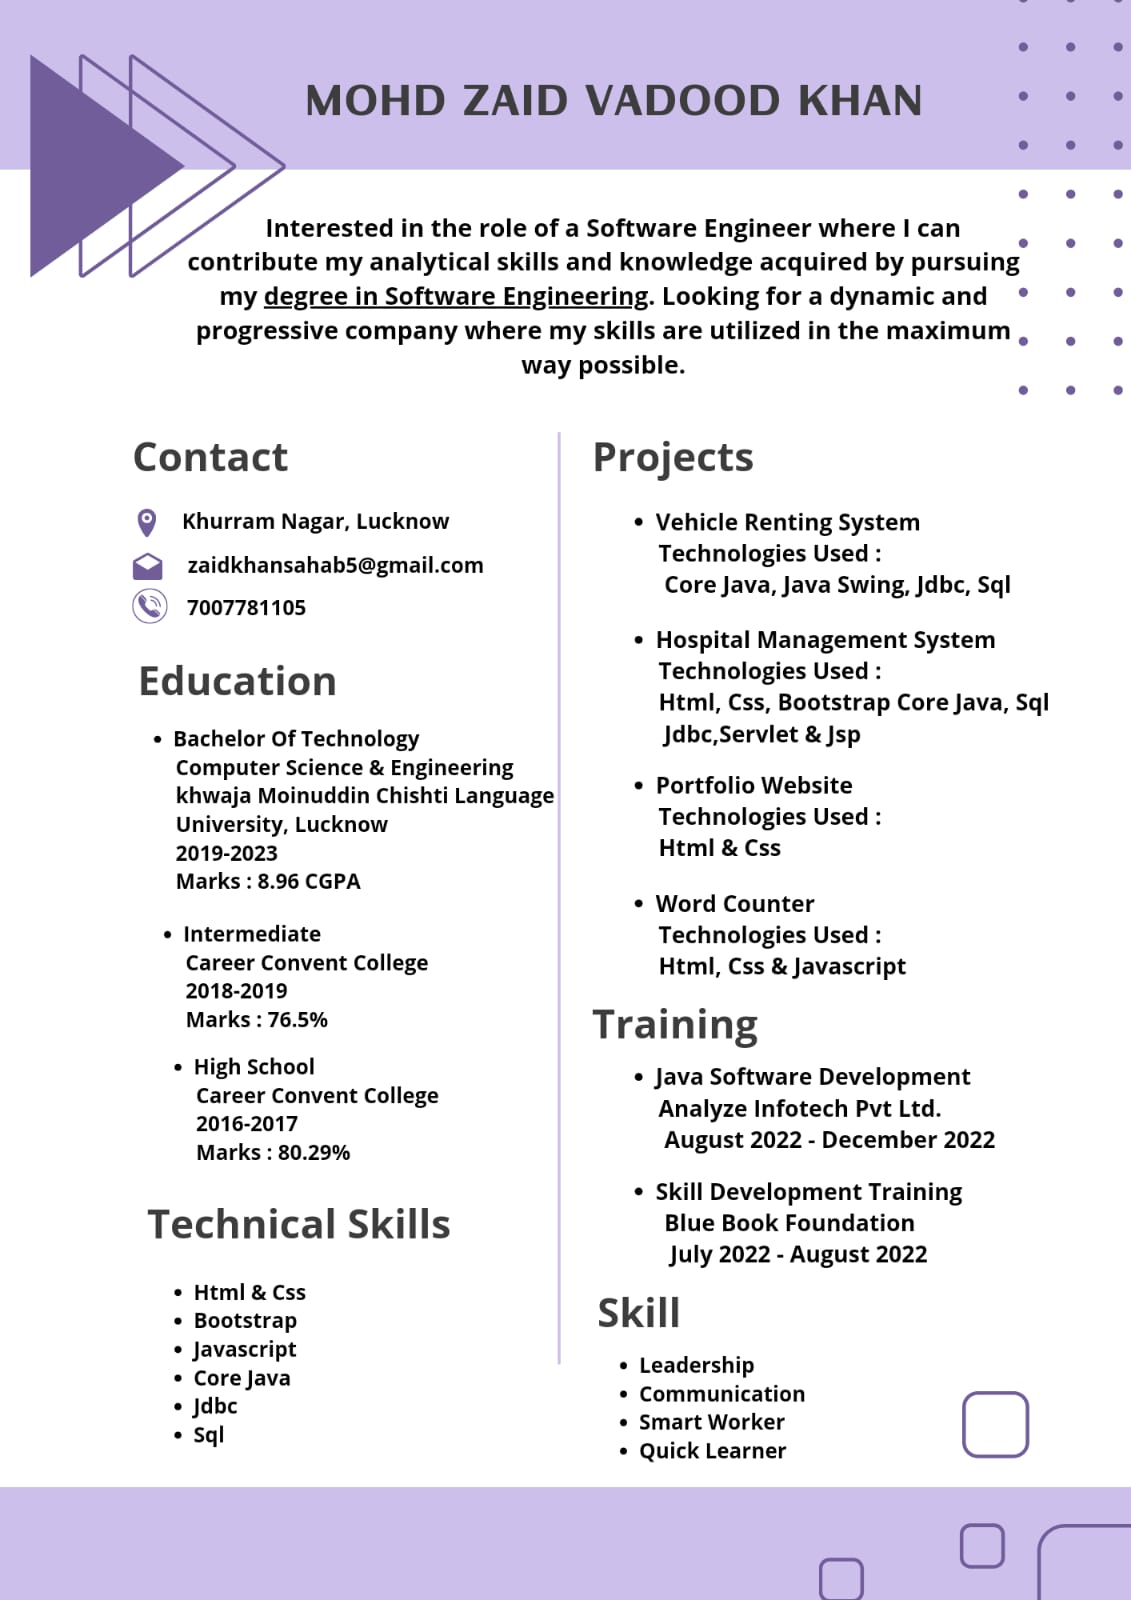 MOHD ZAID VADOOD KHAN
Interested in the role of a Software Engineer where I can
contribute my analytical skills and knowledge acquired by pursuing
my degree in Software Engineering. Looking for a dynamic and
progressive company where my skills are utilized in the maximum
way possible.
Contact
Khurram Nagar, Lucknow
zaidkhansahab5@gmail.com
7007781105
Education
• Bachelor Of Technology
Computer Science & Engineering
khwaja Moinuddin Chishti Language
University, Lucknow
2019-2023
Marks : 8.96 CGPA
• Intermediate
Career Convent College
2018-2019
Marks : 76.5%
• High School
Career Convent College
2016-2017
Marks : 80.29%
Technical Skills
• Html & Css
• Bootstrap
• Javascript
• Core Java
• Jdbc
• Sql
Projects
• Vehicle Renting System
Technologies Used :
Core Java, Java Swing, Jdbc, Sql
• Hospital Management System
Technologies Used :
Html, Css, Bootstrap Core Java, Sql
Jdbc,Servlet & Jsp
• Portfolio Website
Technologies Used :
Html & Css
• Word Counter
Technologies Used :
Html, Css & Javascript
Training
• Java Software Development
Analyze Infotech Pvt Ltd.
August 2022 - December 2022
• Skill Development Training
Blue Book Foundation
July 2022 - August 2022
Skill
• Leadership
• Communication
• Smart Worker
• Quick Learner